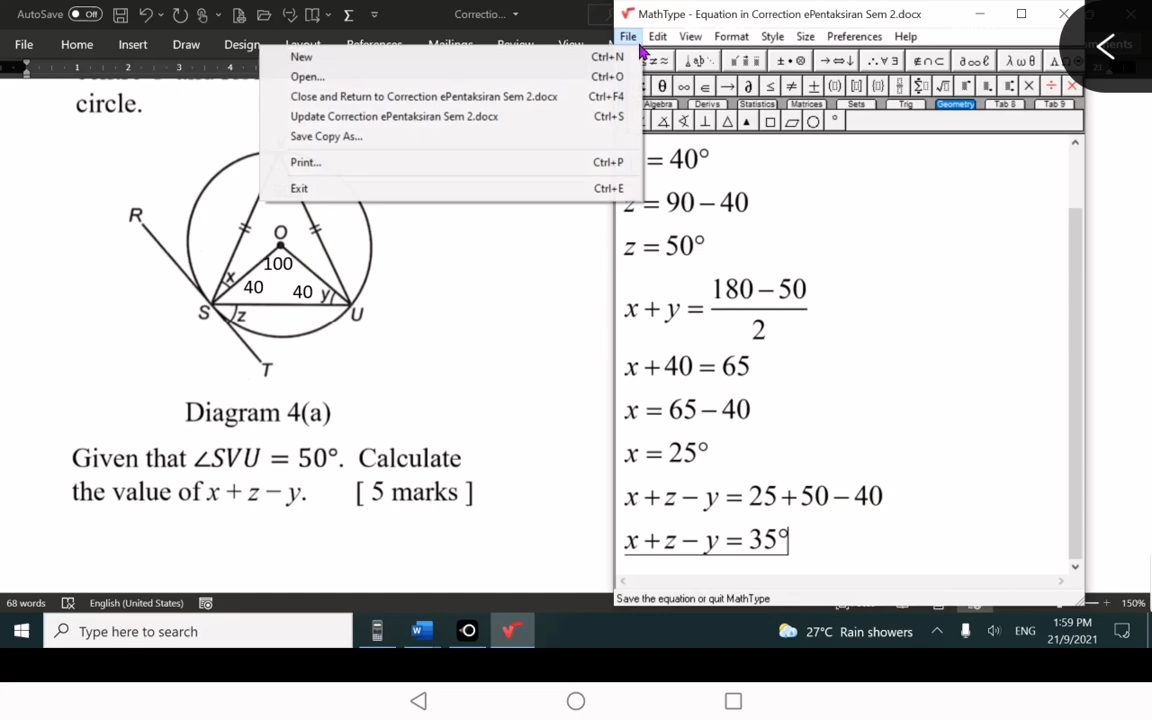 AutoSave Off Correctio...
File Home Insert Draw Design
circle.
R
O
100
x
40 40 y
S z U
T
Diagram 4(a)
Given that ∠SVU = 50°. Calculate
the value of x + z − y. [ 5 marks ]
68 words English (United States) 150%
New Ctrl+N
Open... Ctrl+O
Close and Return to Correction ePentaksiran Sem 2.docx Ctrl+F4
Update Correction ePentaksiran Sem 2.docx Ctrl+S
Save Copy As...
Print... Ctrl+P
Exit Ctrl+E
MathType - Equation in Correction ePentaksiran Sem 2.docx
File Edit View Format Style Size Preferences Help
Algebra Derivs Statistics Matrices Sets Trig Geometry Tab 8 Tab 9
= 40°
z = 90 − 40
z = 50°
x + y = 180 − 50
2
x + 40 = 65
x = 65 − 40
x = 25°
x + z − y = 25 + 50 − 40
x + z − y = 35°
Save the equation or quit MathType
Type here to search 27°C Rain showers ENG 1:59 PM
21/9/2021